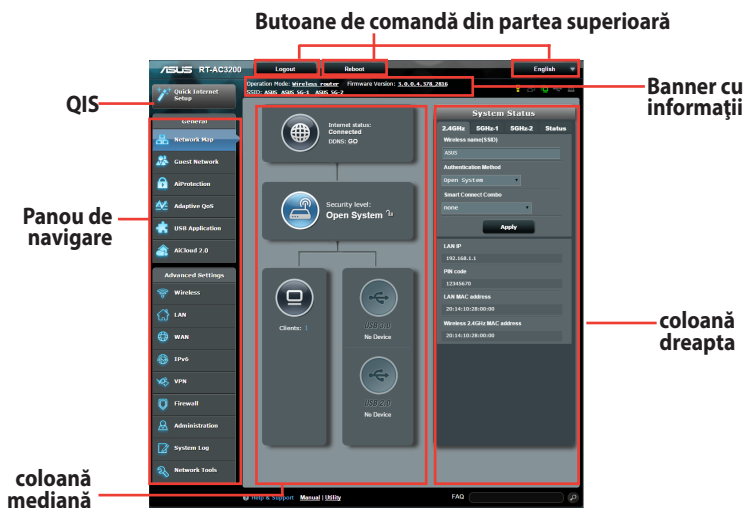 Butoane de comandă din partea superioară
ASUS RT-AC3200
Logout
Reboot
English
Operation Mode: Wireless router Firmware Version: 3.0.0.4.378_2816
SSID: ASUS ASUS_5G-1 ASUS_5G-2
Banner cu
informaţii
QIS
Quick Internet
Setup
General
Network Map
Guest Network
AiProtection
Adaptive QoS
USB Application
AiCloud 2.0
Panou de
navigare
Advanced Settings
Wireless
LAN
WAN
IPv6
VPN
Firewall
Administration
System Log
Network Tools
Internet status:
Connected
DDNS: GO
Security level:
Open System
Clients: 1
USB 3.0
No Device
USB 2.0
No Device
System Status
2.4GHz 5GHz-1 5GHz-2 Status
Wireless name(SSID)
ASUS
Authentication Method
Open System
Smart Connect Combo
none
Apply
LAN IP
192.168.1.1
PIN code
12345670
LAN MAC address
20:14:10:28:00:00
Wireless 2.4GHz MAC address
20:14:10:28:00:00
coloană
dreapta
coloană
mediană
Help & Support Manual | Utility
FAQ